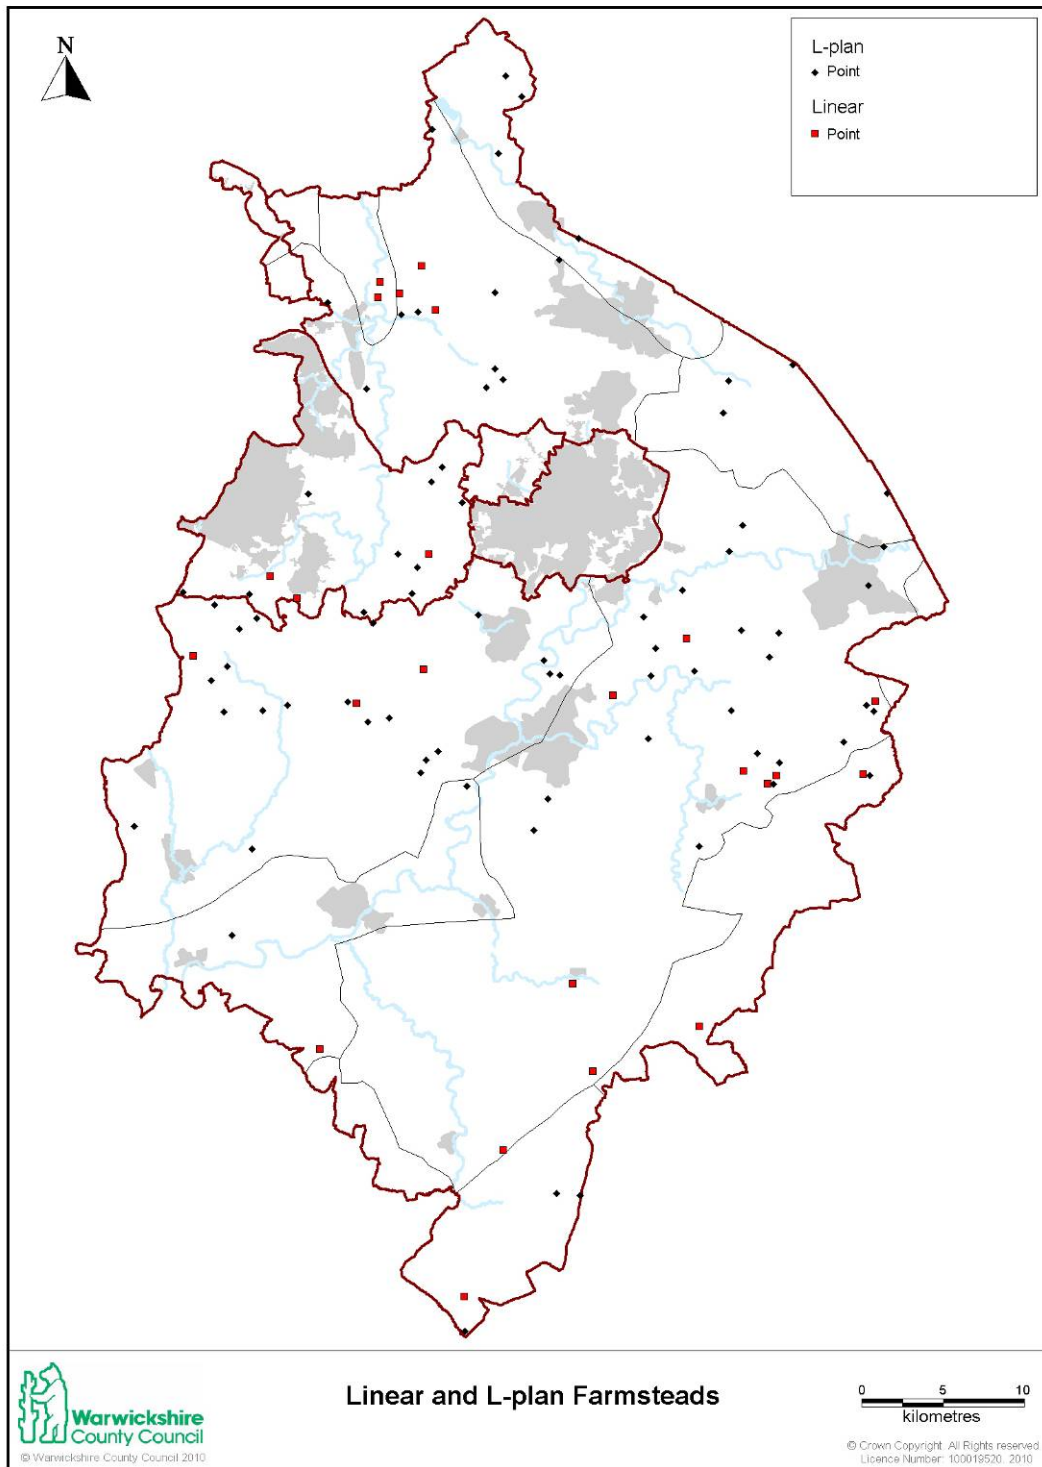 N
L-plan
Point
Linear
Point
Linear and L-plan Farmsteads
Warwickshire
County Council
© Warwickshire County Council 2010
0 5 10
kilometres
© Crown Copyright. All Rights reserved
Licence Number: 100019520. 2010